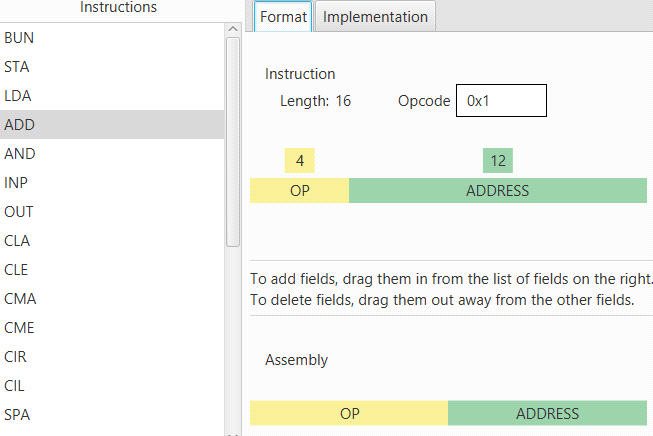 Instructions
BUN
STA
LDA
ADD
AND
INP
OUT
CLA
CLE
CMA
CME
CIR
CIL
SPA
Format Implementation
Instruction
Length: 16 Opcode 0x1
4 12
OP ADDRESS
To add fields, drag them in from the list of fields on the right.
To delete fields, drag them out away from the other fields.
Assembly
OP ADDRESS